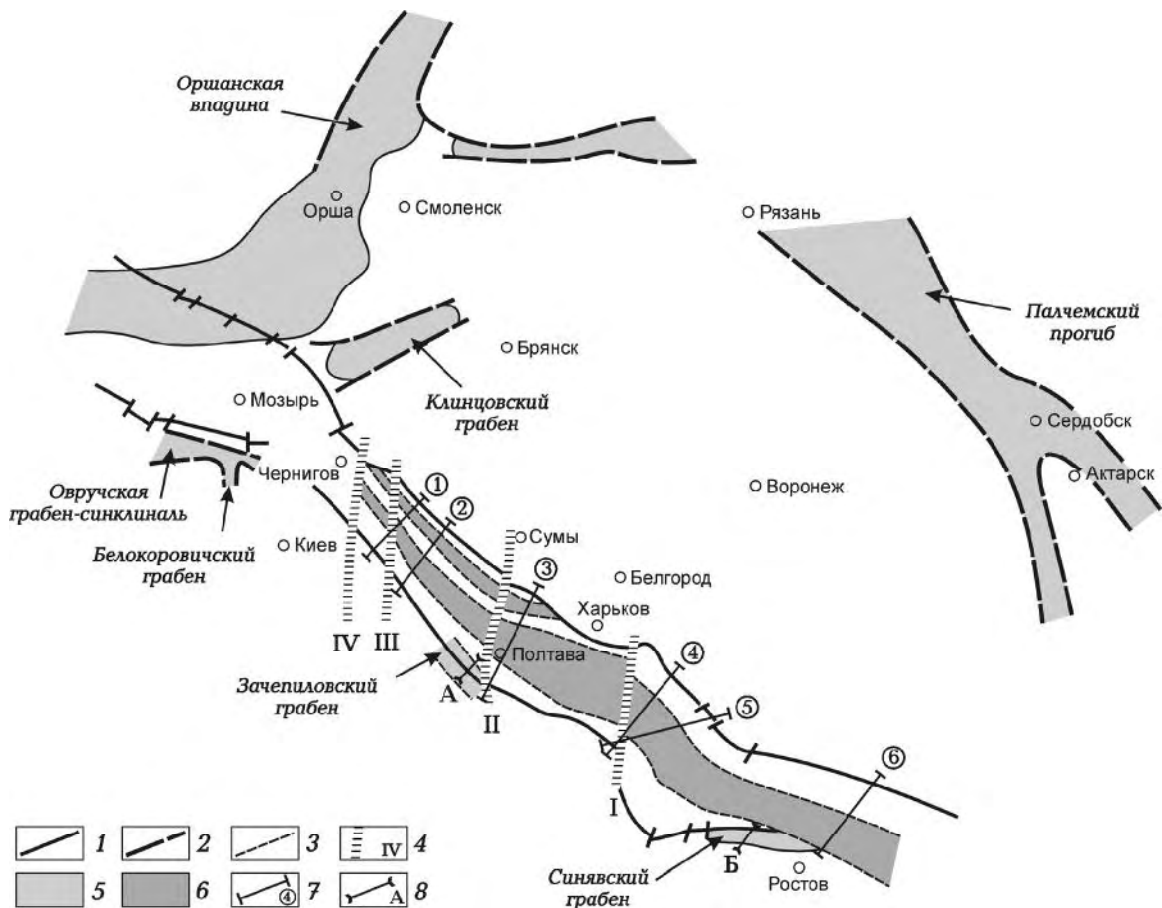 Оршанская
впадина
Орша
Смоленск
Рязань
Палчемский
прогиб
Брянск
Клинцовский
грабен
Мозырь
Сердобск
Актарск
Чернигов
Овручская
грабен-синклиналь
Белокоровичский
грабен
Воронеж
1
2
Киев
Сумы
3
Белгород
Харьков
IV
III
Полтава
4
Зачепиловский
грабен
А
II
5
6
I
Б
Синявский
грабен
Ростов
1
2
3
IV 4
5
6
4 7
А 8